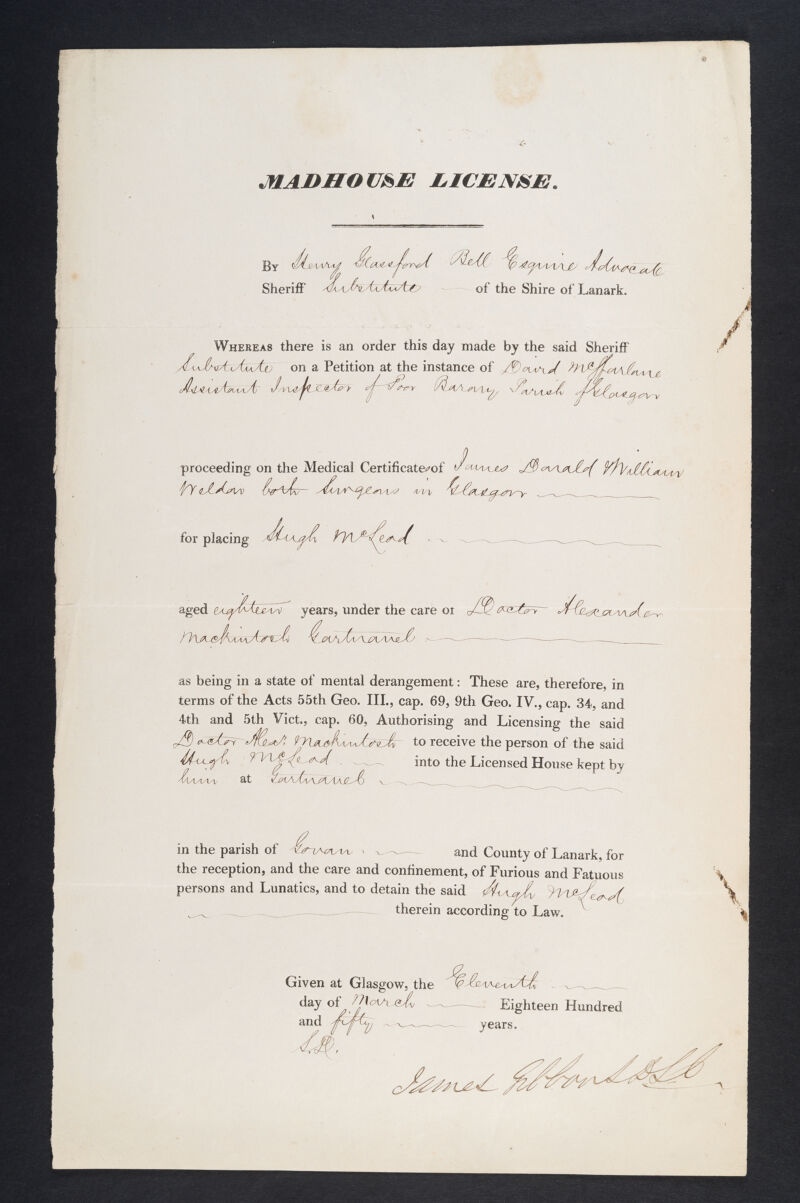 MADHOUSE LICENSE.
By Henry Glassford Bell Esquire Advocate
Sheriff Substitute of the Shire of Lanark.
Whereas there is an order this day made by the said Sheriff
Substitute on a Petition at the instance of David McFarlane
Assistant Inspector of Poor Barony Parish of Glasgow
proceeding on the Medical Certificates of James Donald & William
Weldon both Surgeons in Glasgow
for placing Hugh McLeod
aged eighteen years, under the care of Doctor Alexander
Mackintosh Gartnavel
as being in a state of mental derangement: These are, therefore, in
terms of the Acts 55th Geo. III., cap. 69, 9th Geo. IV., cap. 34, and
4th and 5th Vict., cap. 60, Authorising and Licensing the said
Doctor Alexr Mackintosh to receive the person of the said
Hugh McLeod into the Licensed House kept by
him at Gartnavel
in the parish of Govan and County of Lanark, for
the reception, and the care and confinement, of Furious and Fatuous
persons and Lunatics, and to detain the said Hugh McLeod
therein according to Law.
Given at Glasgow, the Eleventh
day of March Eighteen Hundred
and fifty years.
James Gibbons